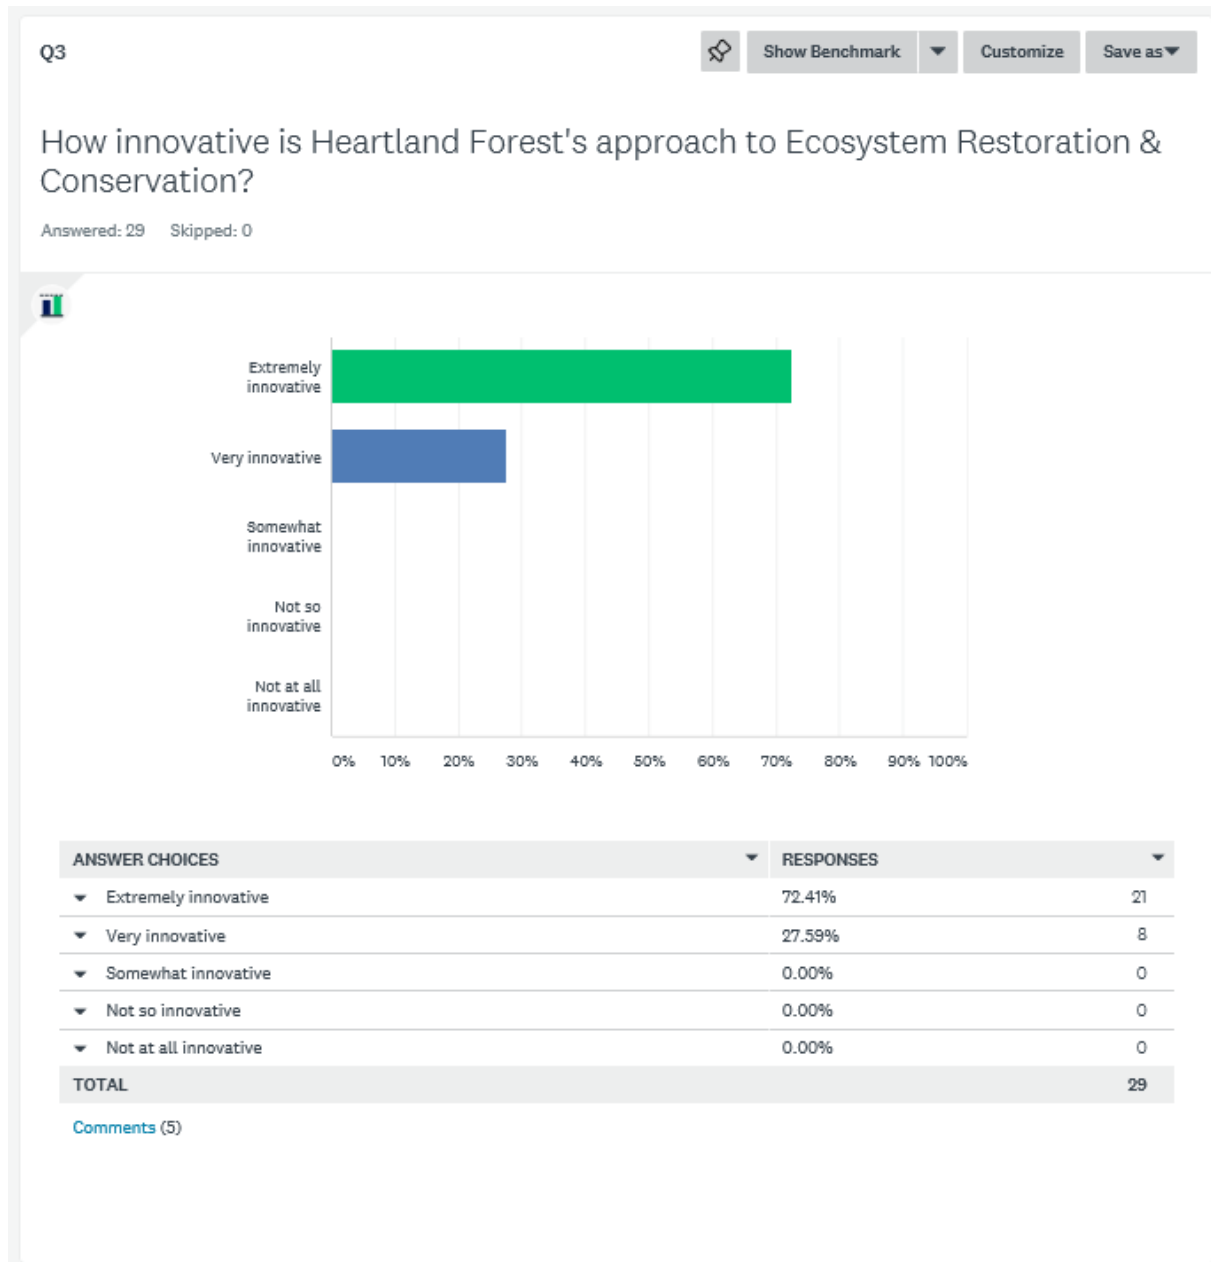 Q3
Show Benchmark
Customize
Save as
How innovative is Heartland Forest's approach to Ecosystem Restoration &
Conservation?
Answered: 29 Skipped: 0
Extremely
innovative
Very innovative
Somewhat
innovative
Not so
innovative
Not at all
innovative
0% 10% 20% 30% 40% 50% 60% 70% 80% 90% 100%
ANSWER CHOICES RESPONSES
Extremely innovative 72.41% 21
Very innovative 27.59% 8
Somewhat innovative 0.00% 0
Not so innovative 0.00% 0
Not at all innovative 0.00% 0
TOTAL 29
Comments (5)